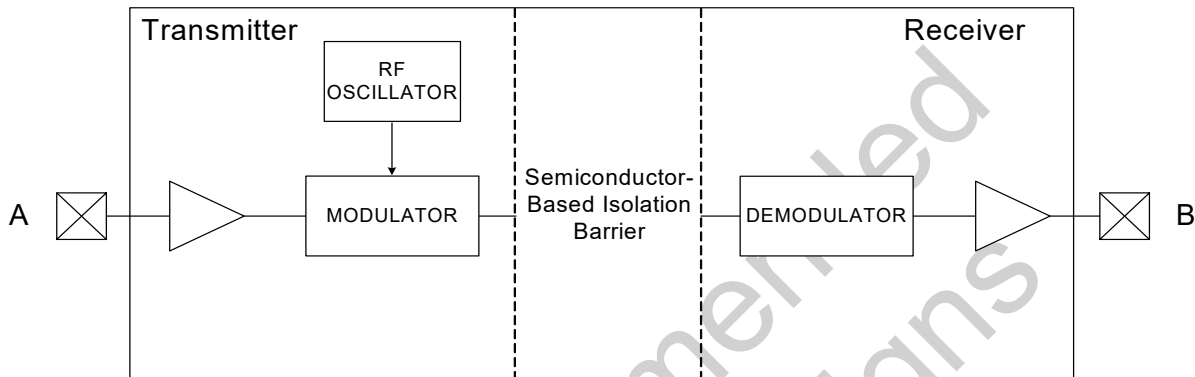 Transmitter
Receiver
RF
OSCILLATOR
Semiconductor-
Based Isolation
Barrier
A
MODULATOR
DEMODULATOR
B